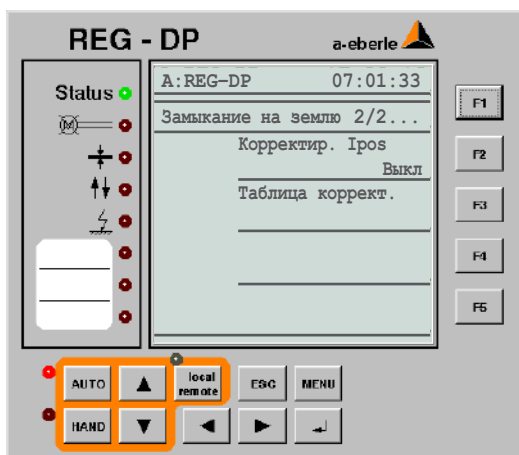 REG - DP
a-eberle
Status
A:REG-DP 07:01:33
Замыкание на землю 2/2...
Корректир. Ipos
Выкл
Таблица коррект.
F1
F2
F3
F4
F5
M
AUTO
local
remote
ESC
MENU
HAND